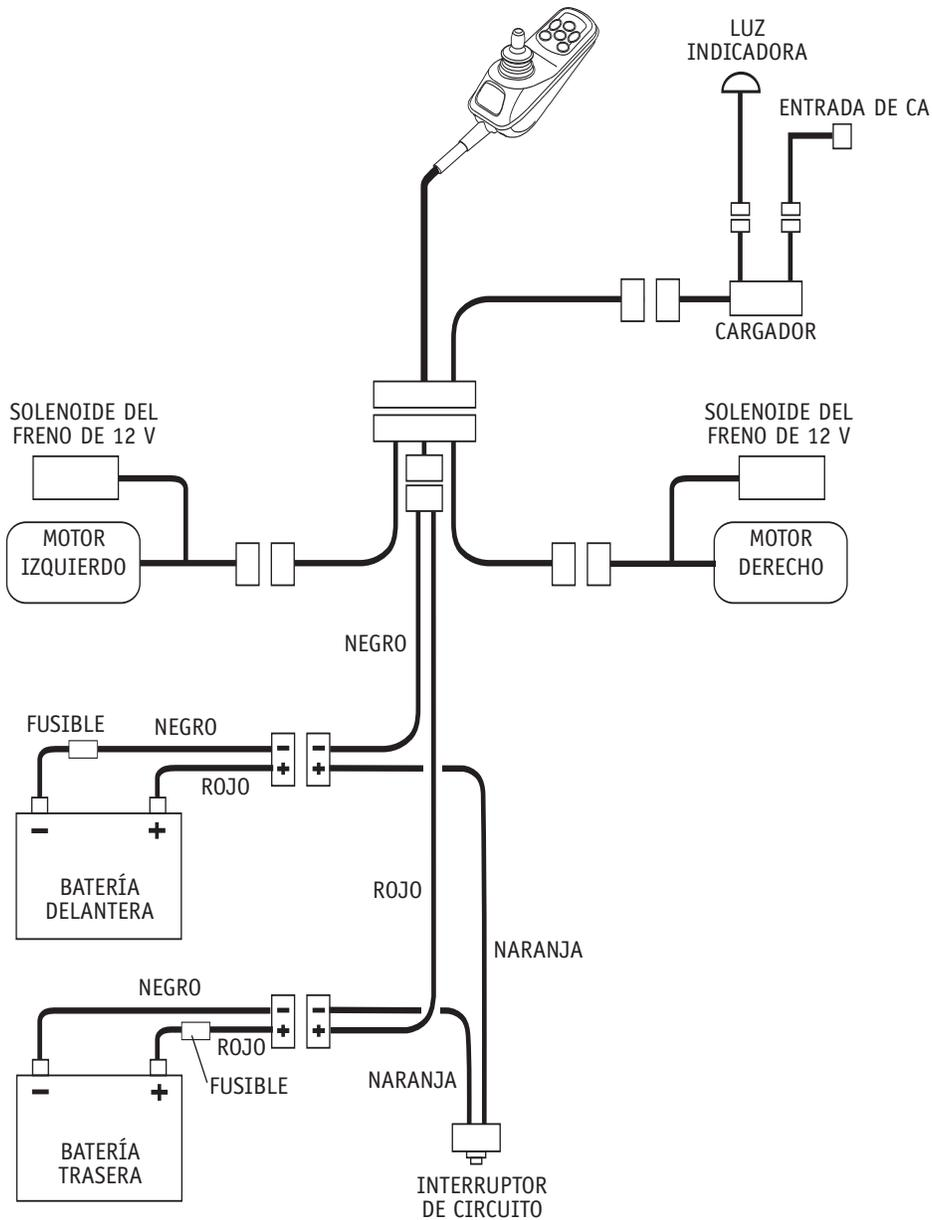 LUZ
INDICADORA
ENTRADA DE CA
CARGADOR
SOLENOIDE DEL
FRENO DE 12 V
SOLENOIDE DEL
FRENO DE 12 V
MOTOR
IZQUIERDO
MOTOR
DERECHO
NEGRO
FUSIBLE
NEGRO
- -
+ +
ROJO
- +
BATERÍA
DELANTERA
ROJO
NARANJA
NEGRO
- -
+ +
ROJO
FUSIBLE
NARANJA
- +
BATERÍA
TRASERA
INTERRUPTOR
DE CIRCUITO